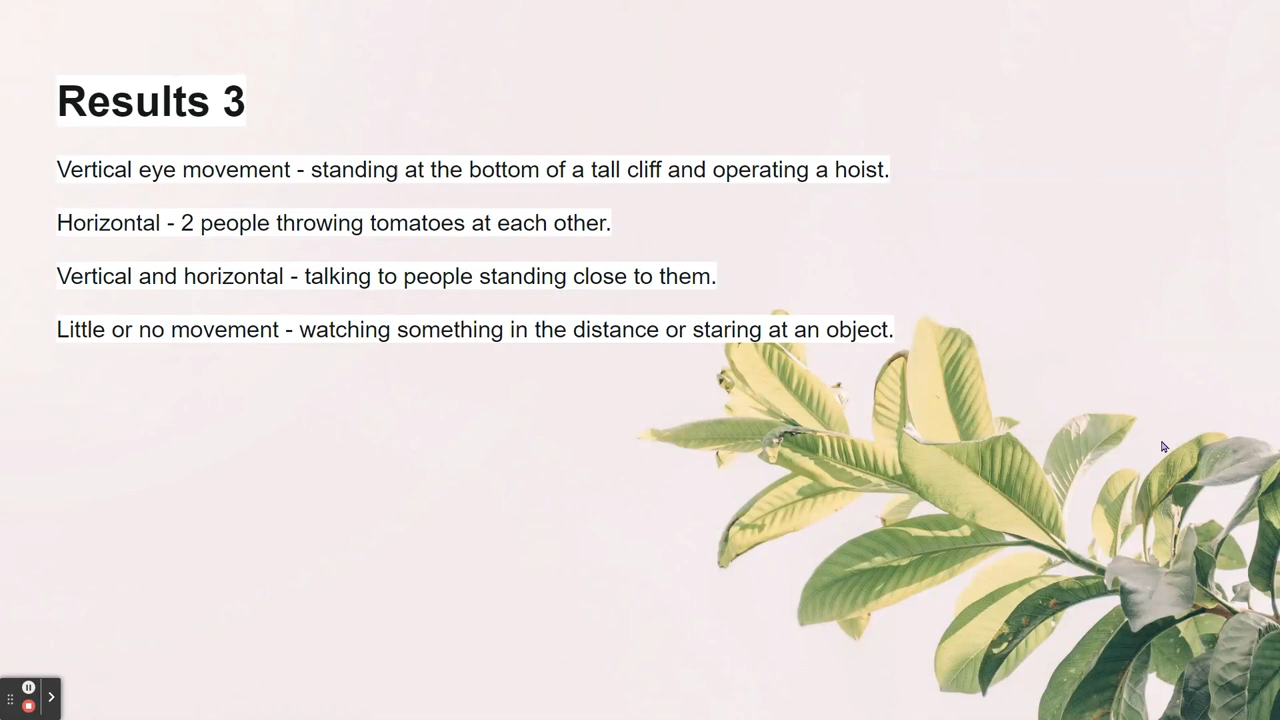 Results 3
Vertical eye movement - standing at the bottom of a tall cliff and operating a hoist.
Horizontal - 2 people throwing tomatoes at each other.
Vertical and horizontal - talking to people standing close to them.
Little or no movement - watching something in the distance or staring at an object.